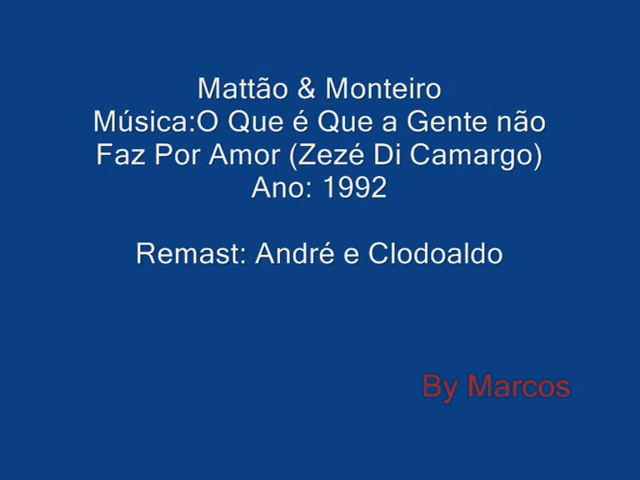 Mattão & Monteiro
Música:O Que é Que a Gente não
Faz Por Amor (Zezé Di Camargo)
Ano: 1992
Remast: André e Clodoaldo
By Marcos